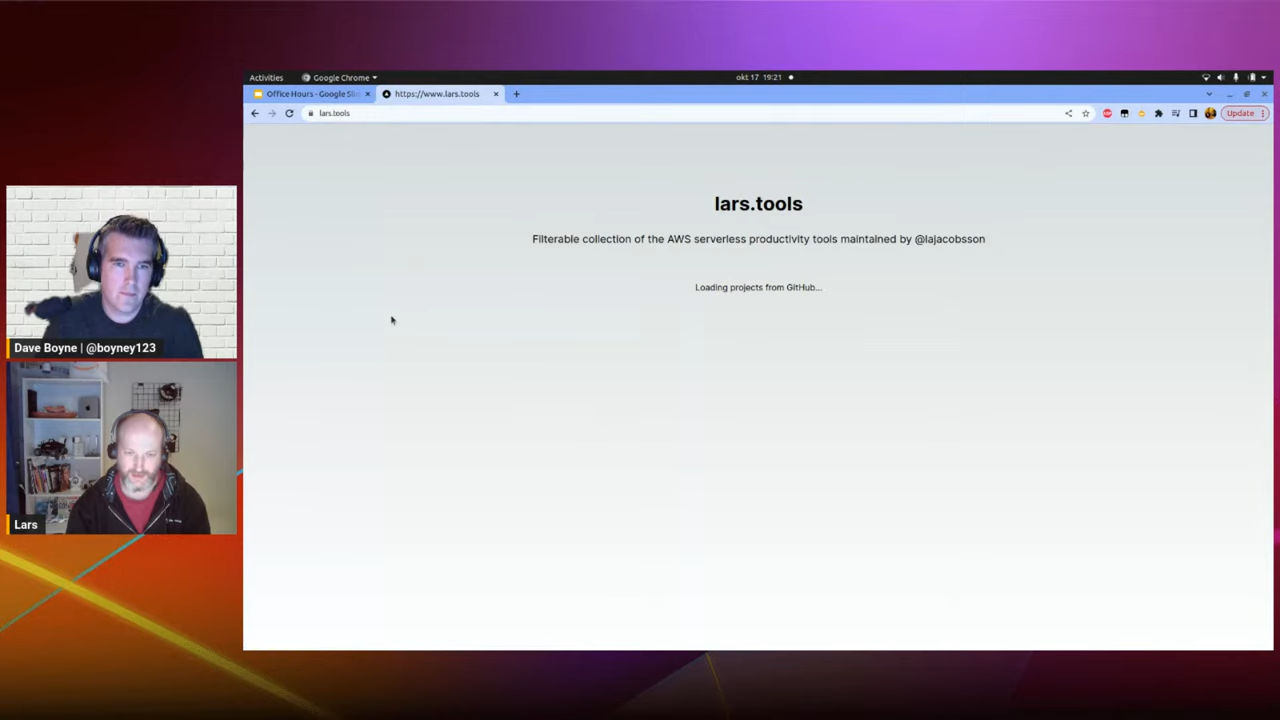 Activities
Google Chrome
okt 17 19:21
Office Hours - Google Sli
https://www.lars.tools
lars.tools
Update
lars.tools
Filterable collection of the AWS serverless productivity tools maintained by @lajacobsson
Loading projects from GitHub...
Dave Boyne | @boyney123
Lars